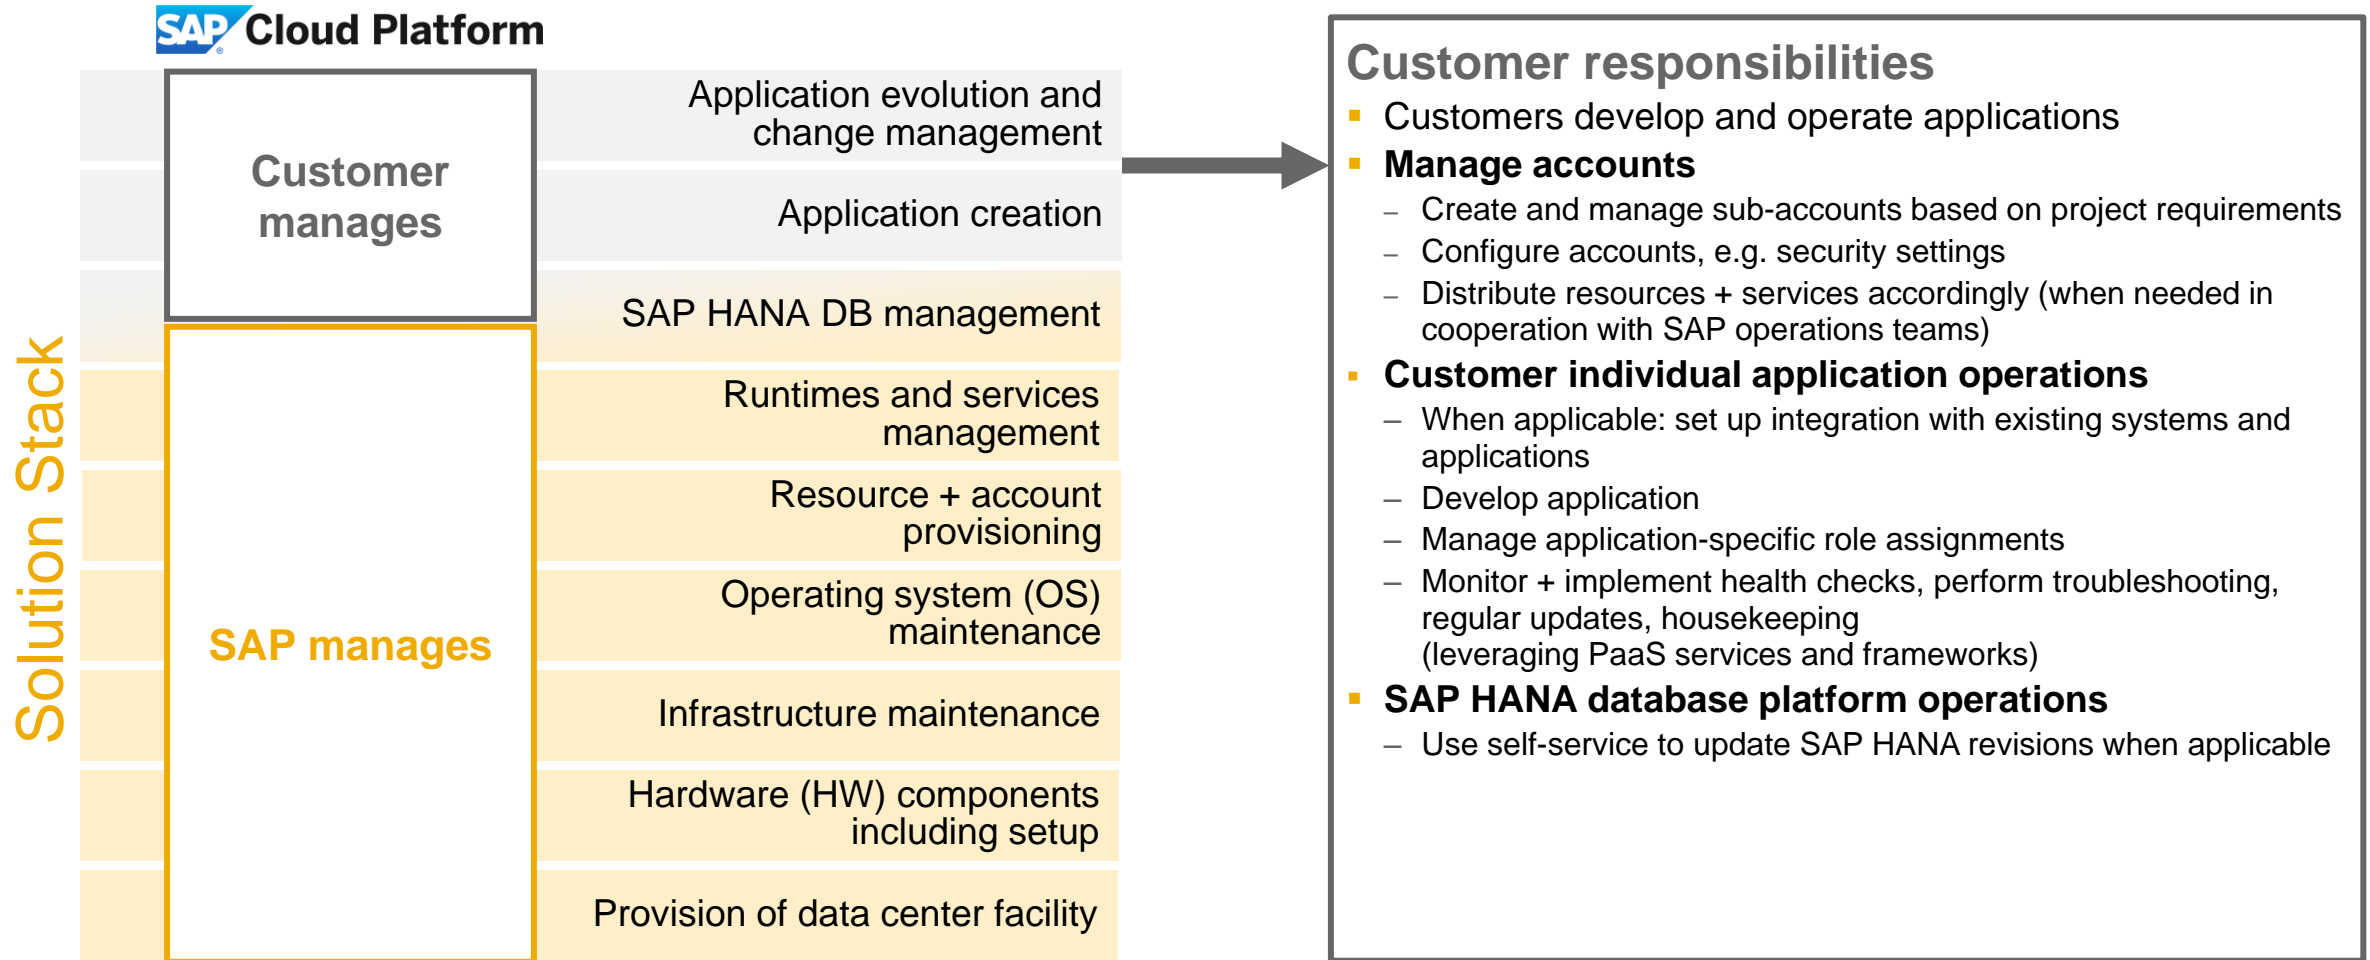 SAP Cloud Platform
Solution Stack
Customer
manages
SAP manages
Application evolution and
change management
Application creation
SAP HANA DB management
Runtimes and services
management
Resource + account
provisioning
Operating system (OS)
maintenance
Infrastructure maintenance
Hardware (HW) components
including setup
Provision of data center facility
Customer responsibilities
▪ Customers develop and operate applications
▪ Manage accounts
– Create and manage sub-accounts based on project requirements
– Configure accounts, e.g. security settings
– Distribute resources + services accordingly (when needed in
cooperation with SAP operations teams)
▪ Customer individual application operations
– When applicable: set up integration with existing systems and
applications
– Develop application
– Manage application-specific role assignments
– Monitor + implement health checks, perform troubleshooting,
regular updates, housekeeping
(leveraging PaaS services and frameworks)
▪ SAP HANA database platform operations
– Use self-service to update SAP HANA revisions when applicable